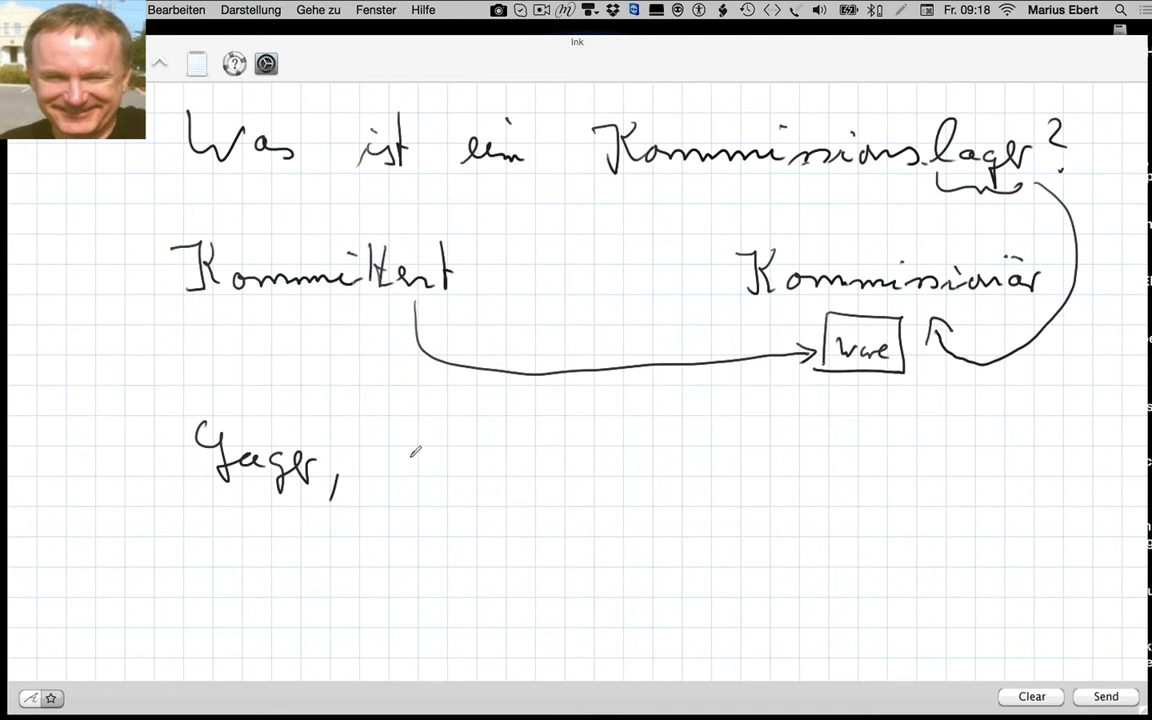 Bearbeiten Darstellung Gehe zu Fenster Hilfe Fr. 09:18 Marius Ebert
Ink
Was ist ein Kommissionslager?
Kommittent Kommissionär
Ware
Lager,
Clear Send